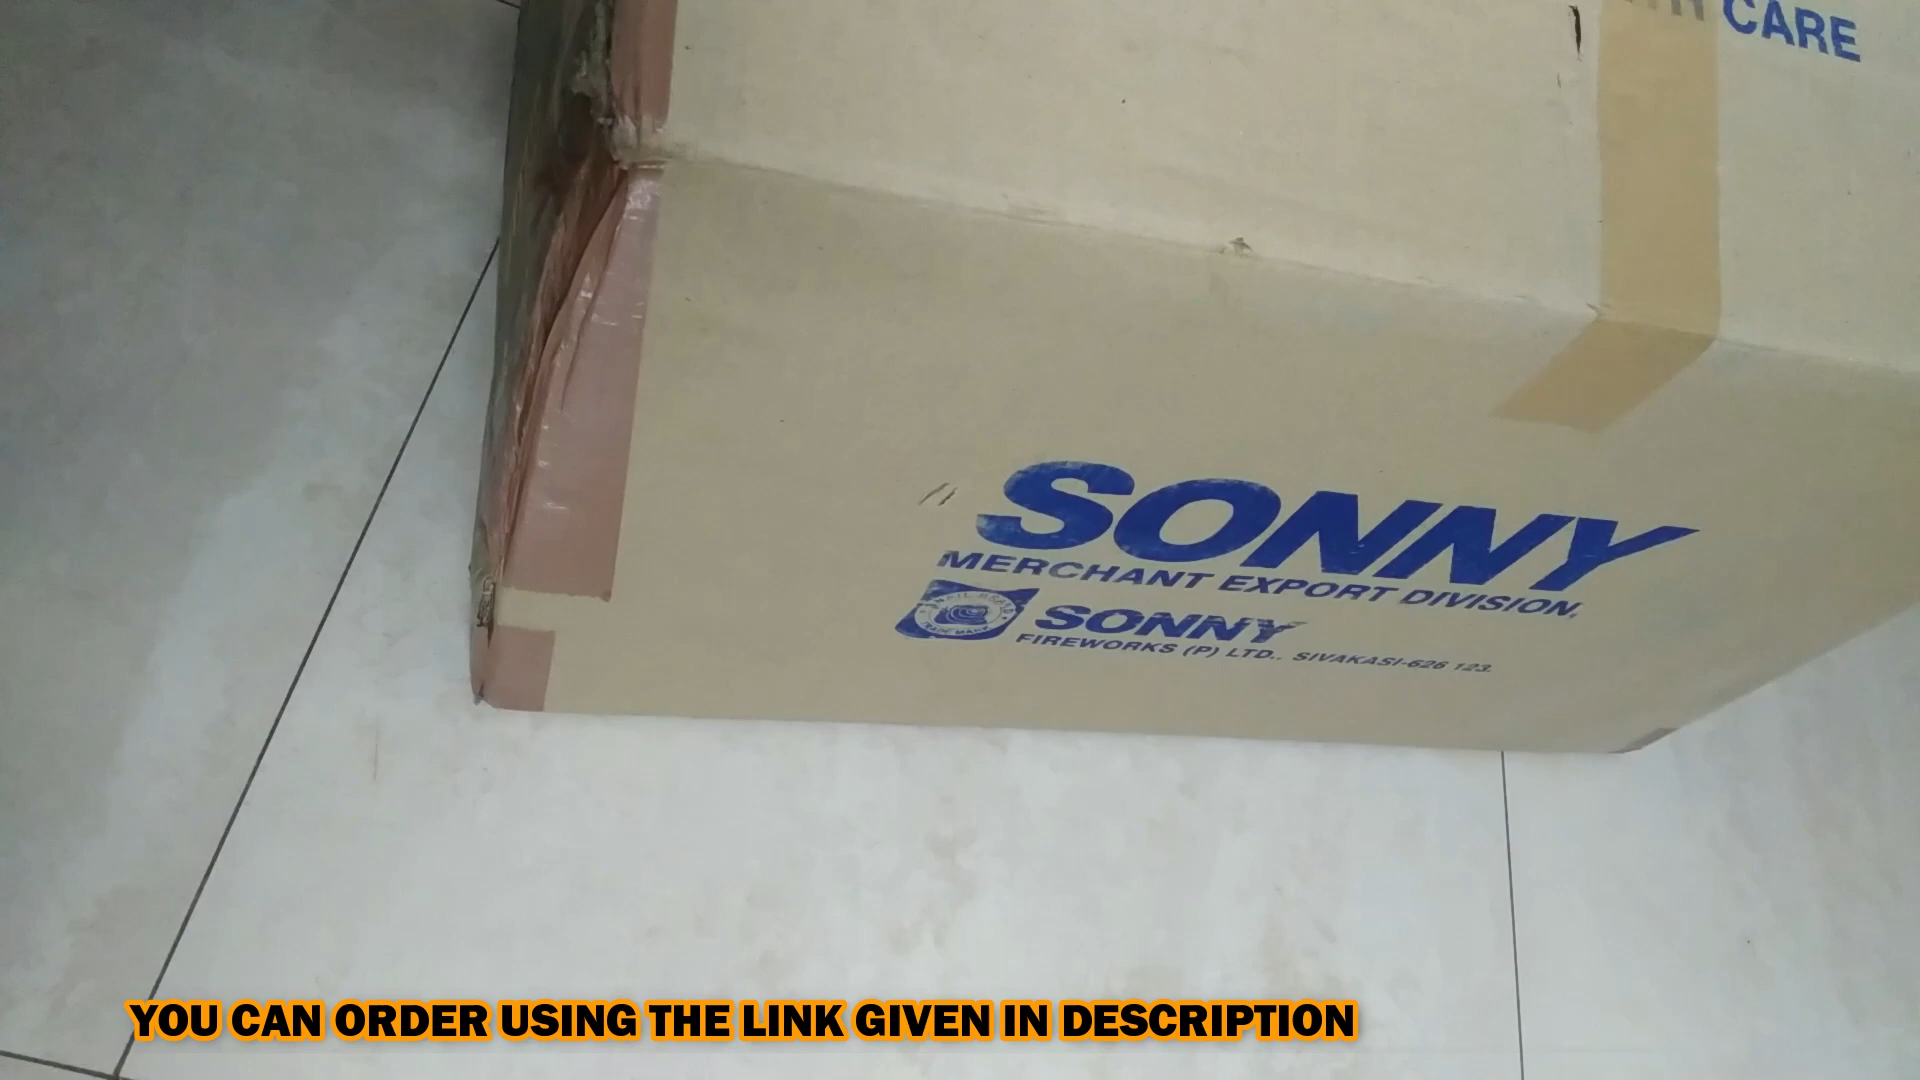 CARE
SONNY
MERCHANT EXPORT DIVISION,
SONNY
FIREWORKS (P) LTD., SIVAKASI-626 123.
YOU CAN ORDER USING THE LINK GIVEN IN DESCRIPTION